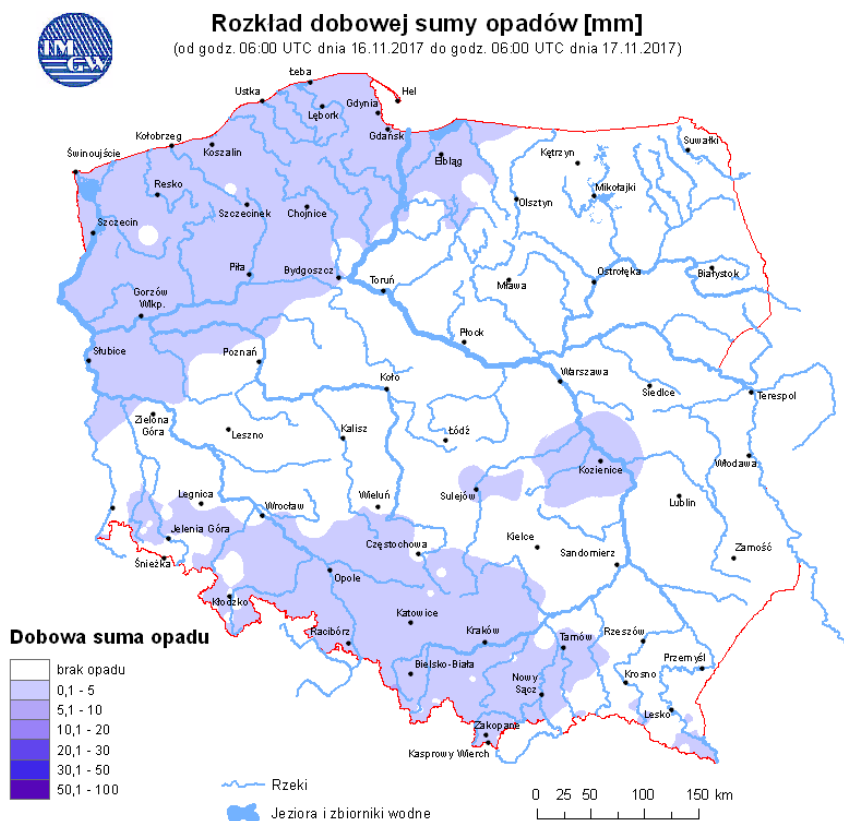 IM
GW
Rozkład dobowej sumy opadów [mm]
(od godz. 06:00 UTC dnia 16.11.2017 do godz. 06:00 UTC dnia 17.11.2017)
Łeba
Ustka
Hel
Lębork
Gdynia
Gdańsk
Kołobrzeg
Koszalin
Suwałki
Świnoujście
Elbląg
Kętrzyn
Resko
Mikołajki
Szczecinek
Chojnice
Olsztyn
Szczecin
Piła
Bydgoszcz
Toruń
Mława
Ostrołęka
Białystok
Gorzów
Wlkp.
Płock
Słubice
Poznań
Koło
Warszawa
Siedlce
Terespol
Zielona
Góra
Leszno
Kalisz
Łódź
Kozienice
Włodawa
Legnica
Wrocław
Wieluń
Sulejów
Lublin
Jelenia Góra
Częstochowa
Kielce
Sandomierz
Zamość
Śnieżka
Opole
Kłodzko
Katowice
Racibórz
Kraków
Tarnów
Rzeszów
Przemyśl
Bielsko-Biała
Nowy
Sącz
Krosno
Lesko
Zakopane
Kasprowy Wierch
Dobowa suma opadu
brak opadu
0,1 - 5
5,1 - 10
10,1 - 20
20,1 - 30
30,1 - 50
50,1 - 100
Rzeki
Jeziora i zbiorniki wodne
0 25 50 100 150 km